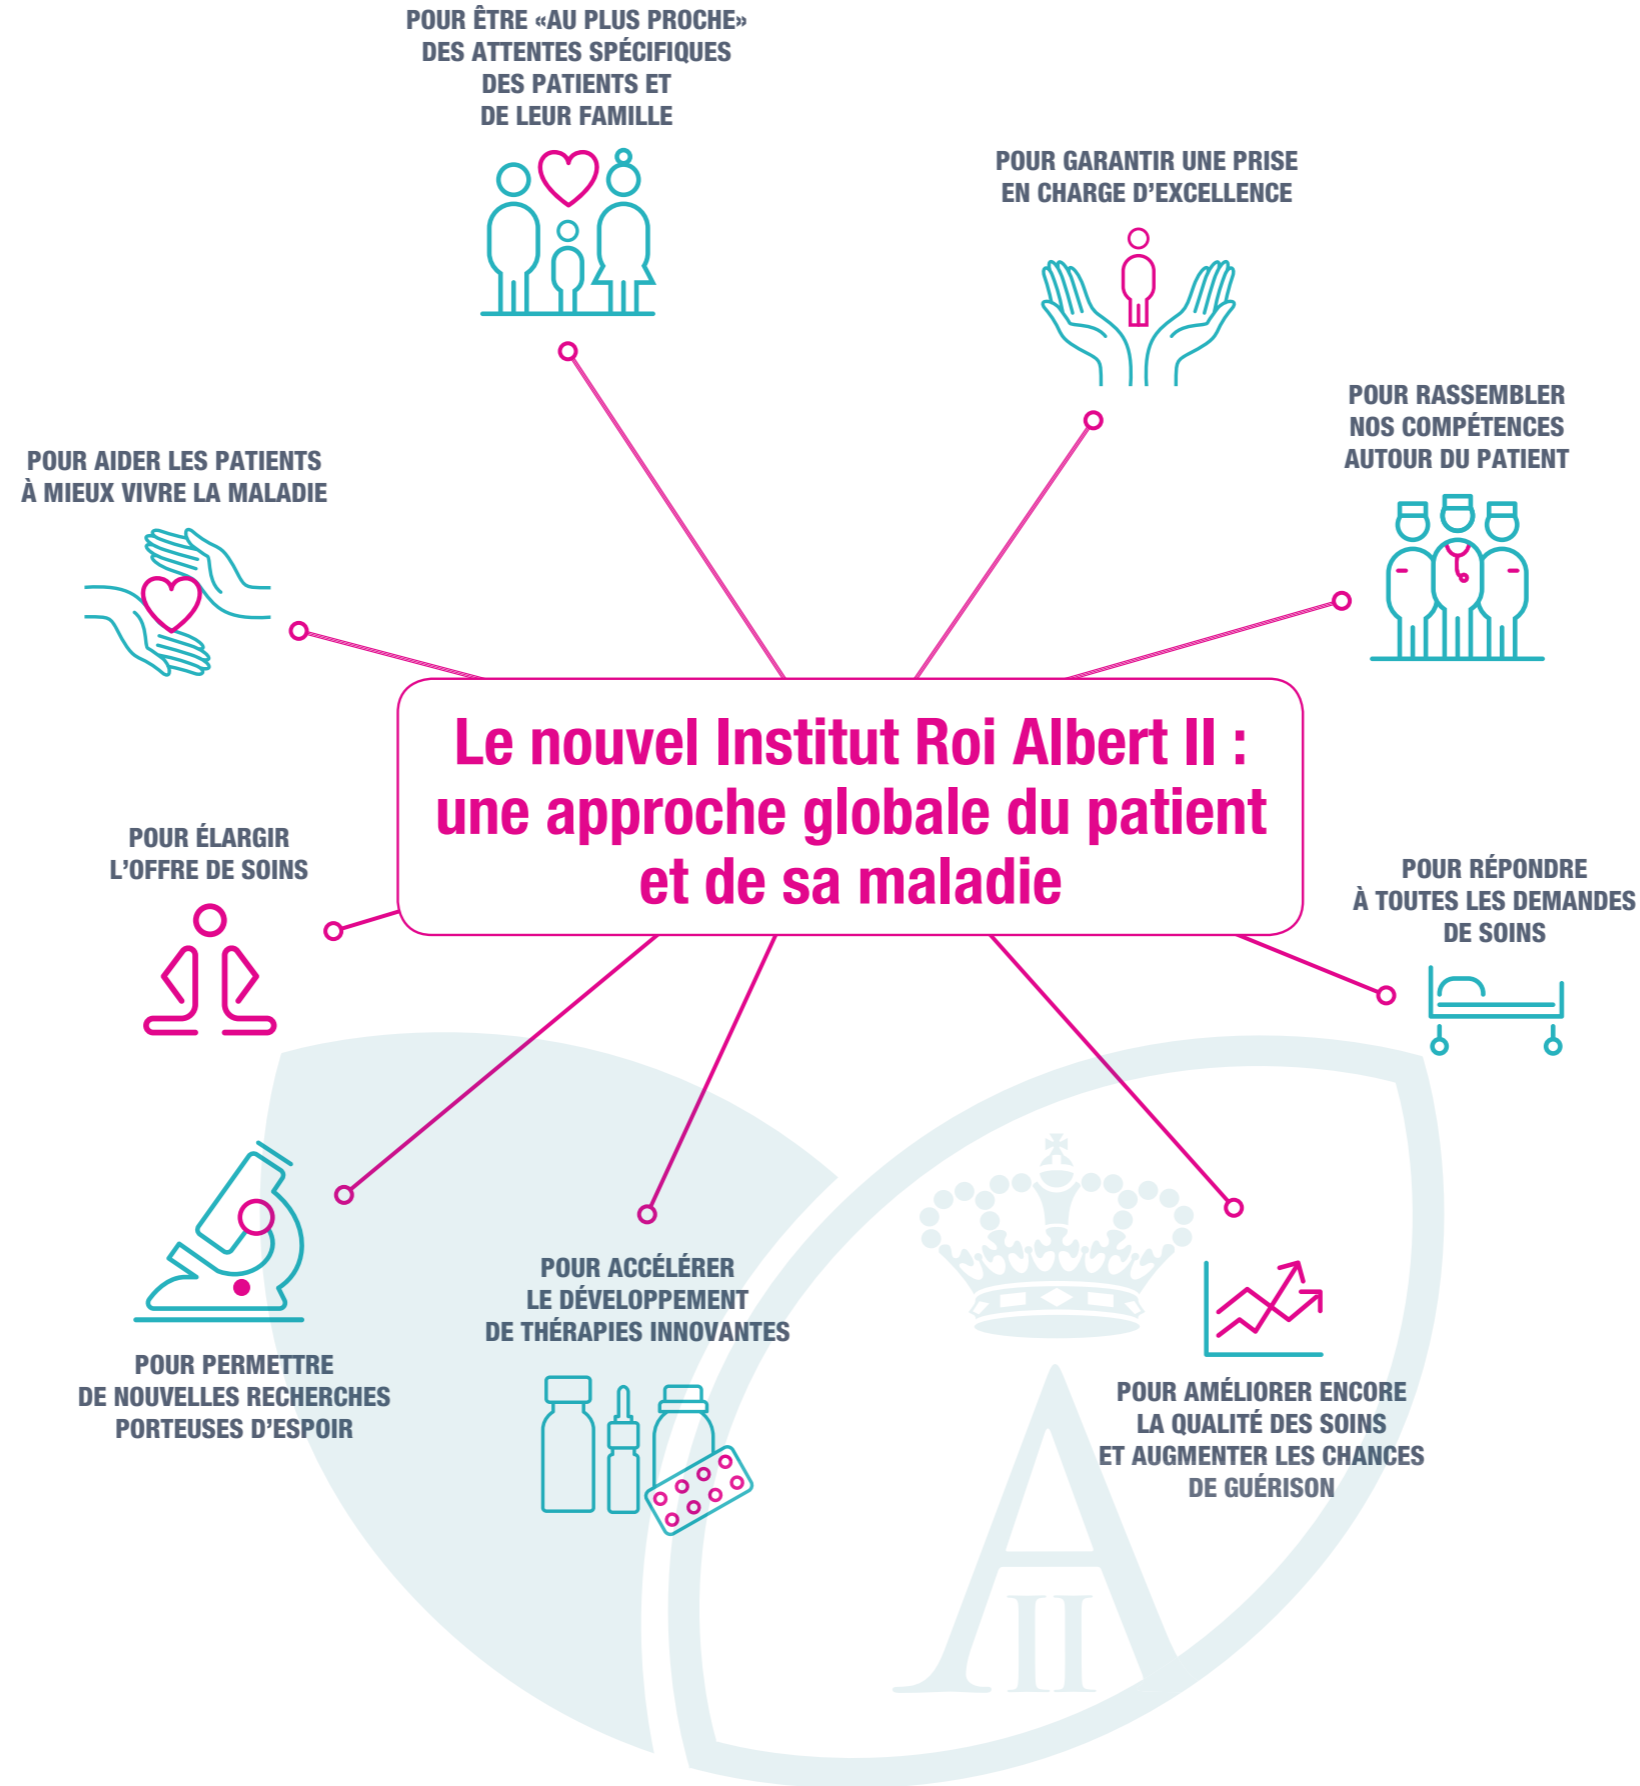 POUR ÊTRE «AU PLUS PROCHE»
DES ATTENTES SPÉCIFIQUES
DES PATIENTS ET
DE LEUR FAMILLE
POUR GARANTIR UNE PRISE
EN CHARGE D’EXCELLENCE
POUR RASSEMBLER
NOS COMPÉTENCES
AUTOUR DU PATIENT
POUR AIDER LES PATIENTS
À MIEUX VIVRE LA MALADIE
Le nouvel Institut Roi Albert II :
une approche globale du patient
et de sa maladie
POUR ÉLARGIR
L’OFFRE DE SOINS
POUR RÉPONDRE
À TOUTES LES DEMANDES
DE SOINS
POUR PERMETTRE
DE NOUVELLES RECHERCHES
PORTEUSES D’ESPOIR
POUR ACCÉLÉRER
LE DÉVELOPPEMENT
DE THÉRAPIES INNOVANTES
POUR AMÉLIORER ENCORE
LA QUALITÉ DES SOINS
ET AUGMENTER LES CHANCES
DE GUÉRISON
A
II